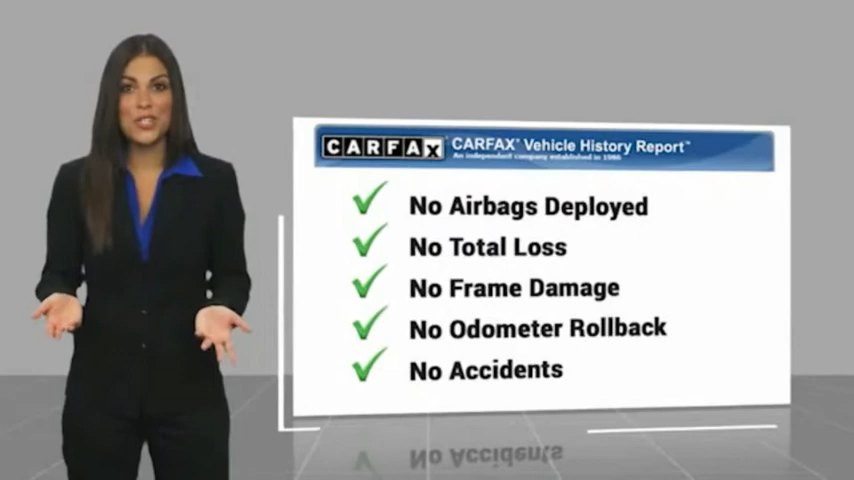 CARFAX CARFAX® Vehicle History Report™
An independent company established in 1986
No Airbags Deployed
No Total Loss
No Frame Damage
No Odometer Rollback
No Accidents
No Accidents